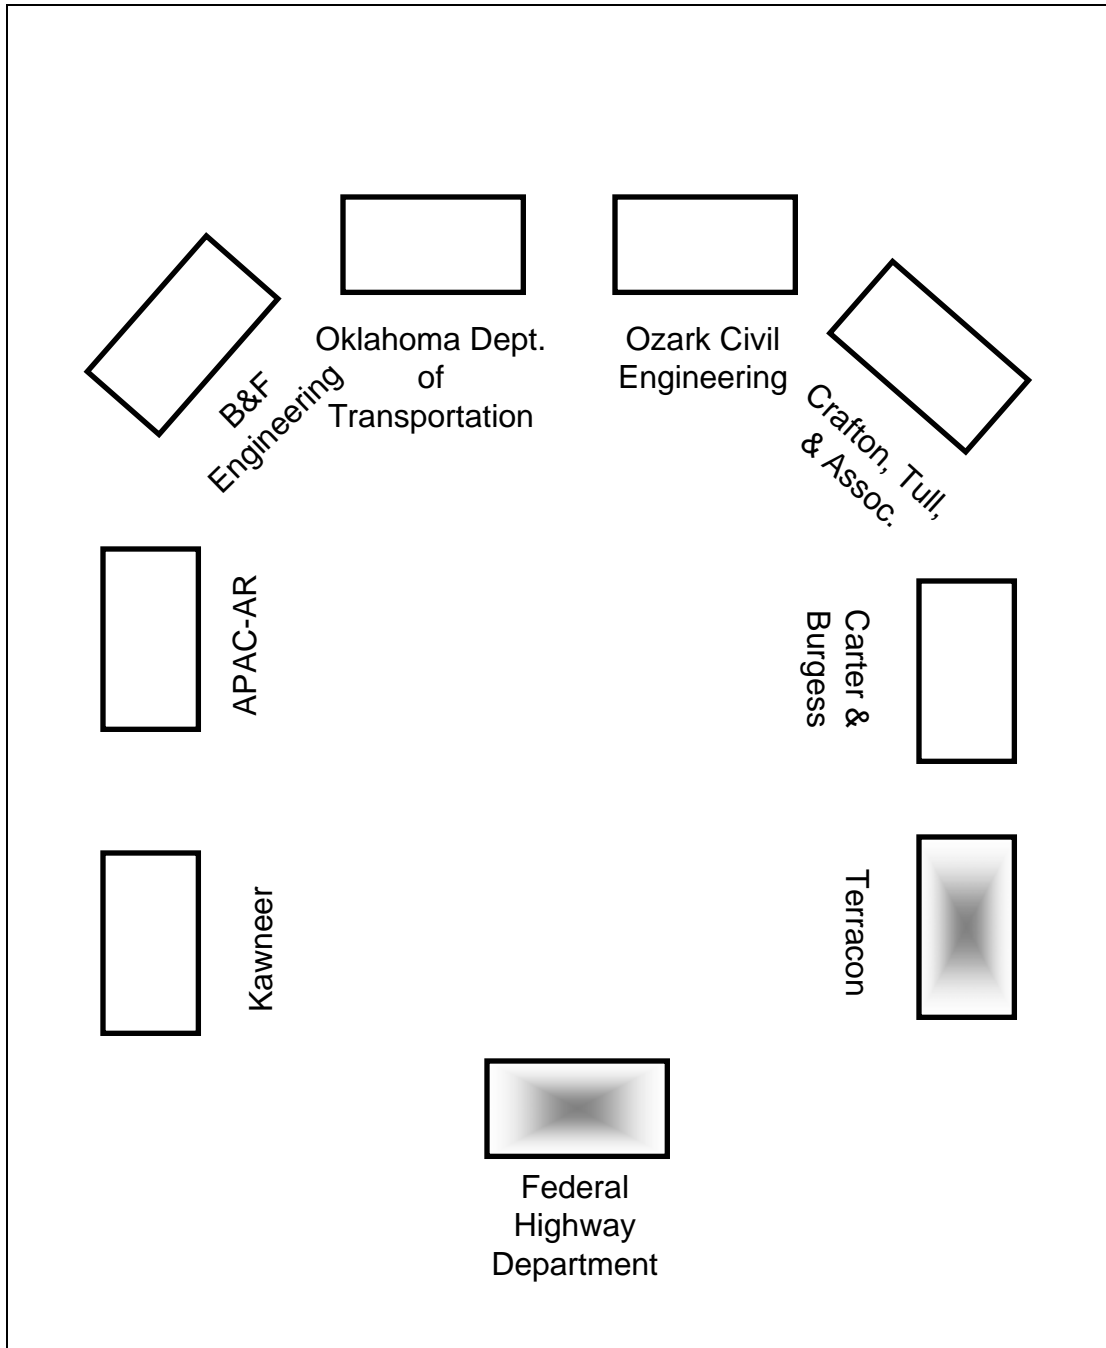 Oklahoma Dept.
of
Transportation
Ozark Civil
Engineering
B&F
Engineering
Crafton, Tull,
& Assoc.
APAC-AR
Carter &
Burgess
Kawneer
Terracon
Federal
Highway
Department